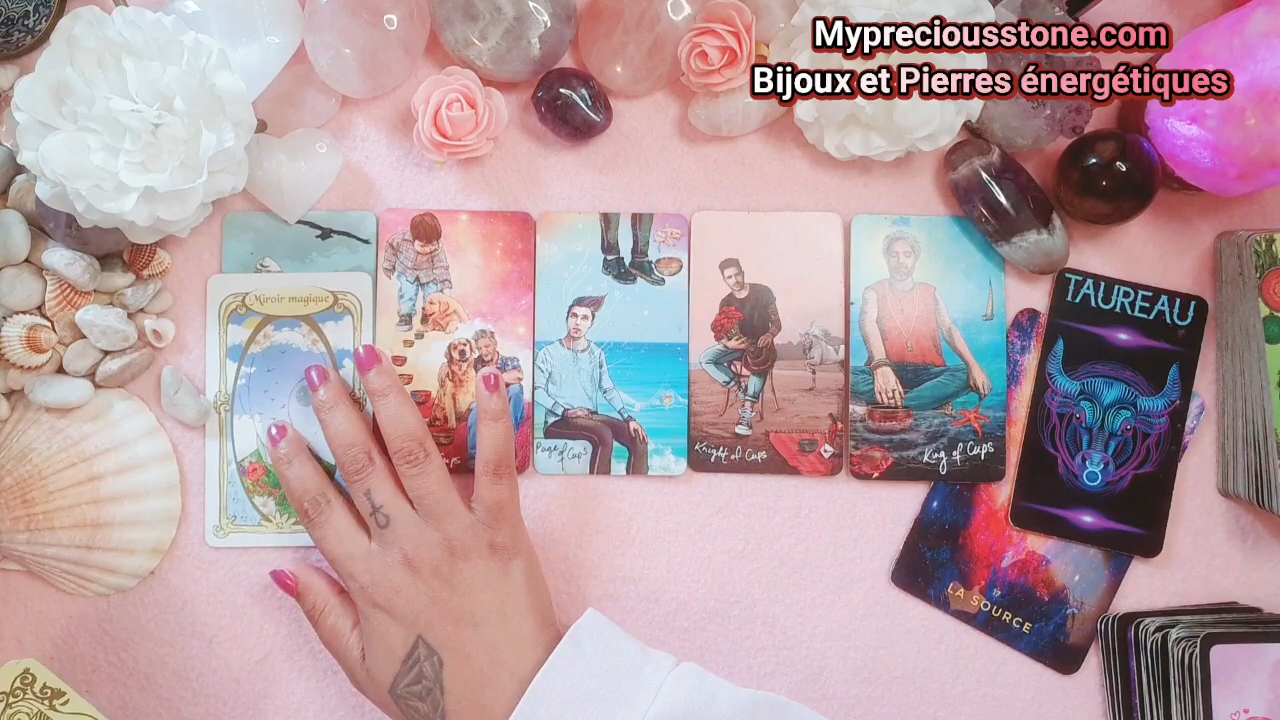 Mypreciousstone.com
Bijoux et Pierres énergétiques
Miroir magique
TAUREAU
Cups
Page of Cups
Knight of Cups
King of Cups
LA SOURCE